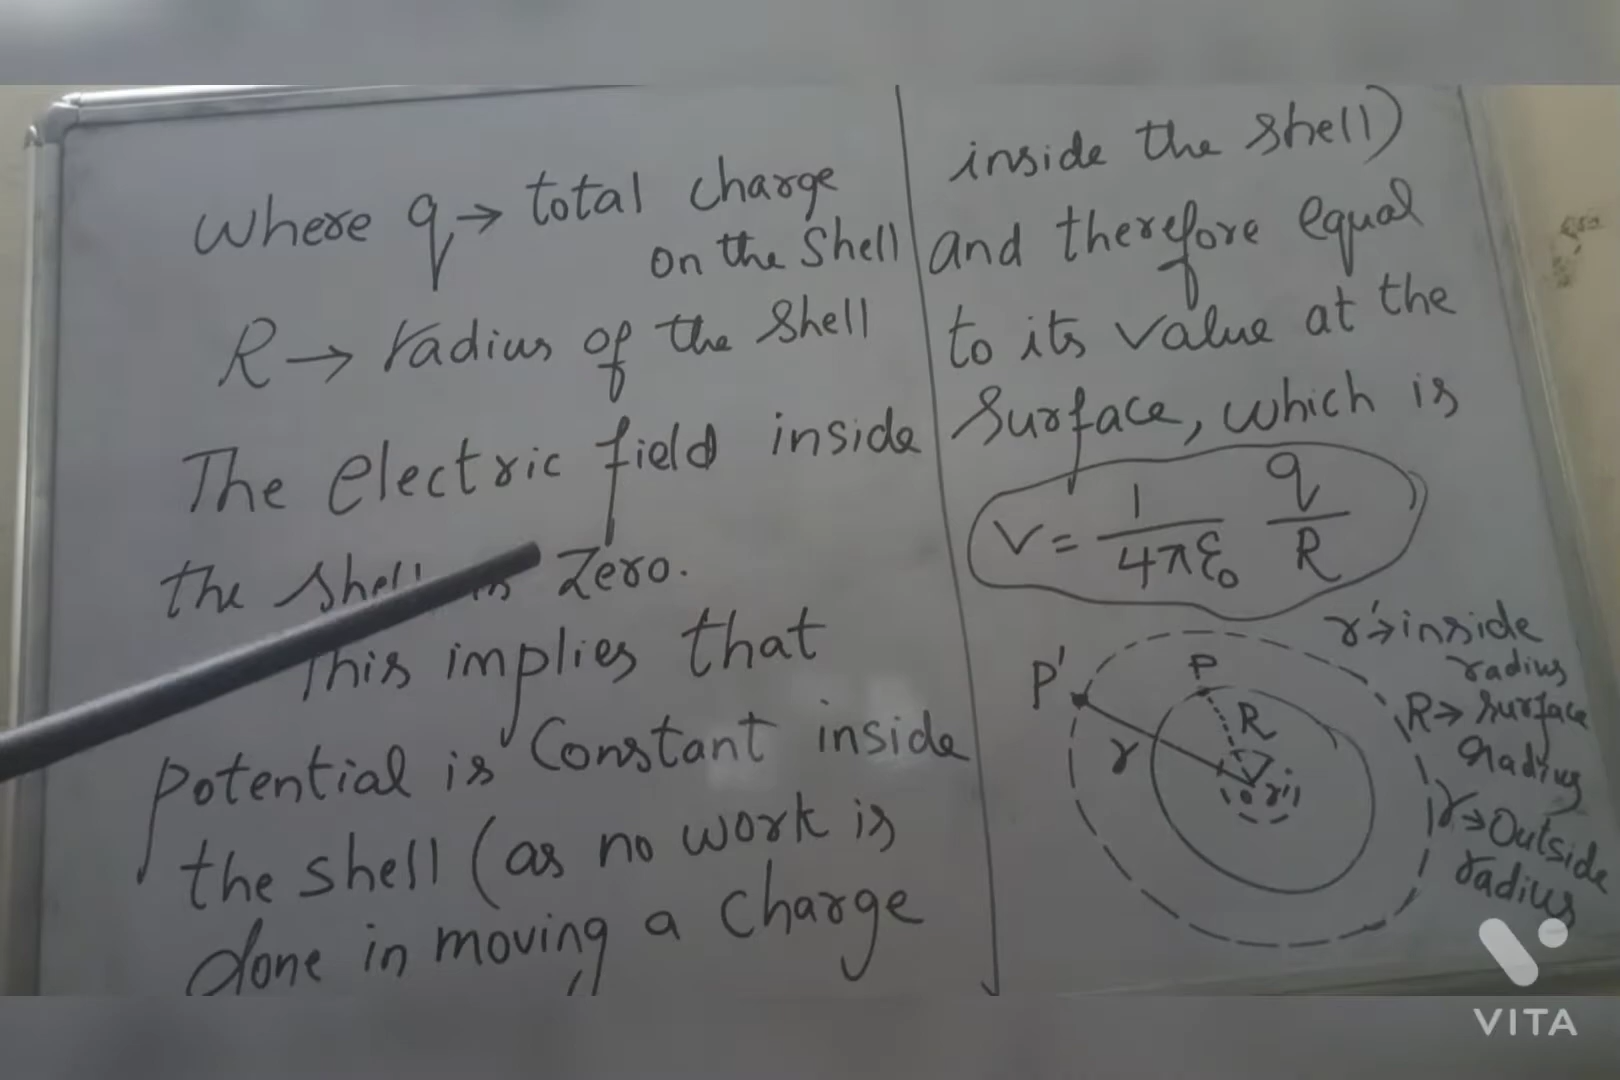 where q → total charge
on the shell
R → radius of the shell
The electric field inside
the shell is zero.
This implies that
potential is constant inside
the shell (as no work is
done in moving a charge
inside the shell)
and therefore equal
to its value at the
surface, which is
V = 1/4πε₀ q/R
P'
P
R
r
r'
r' → inside
radius
R → surface
radius
r → outside
radius
VITA